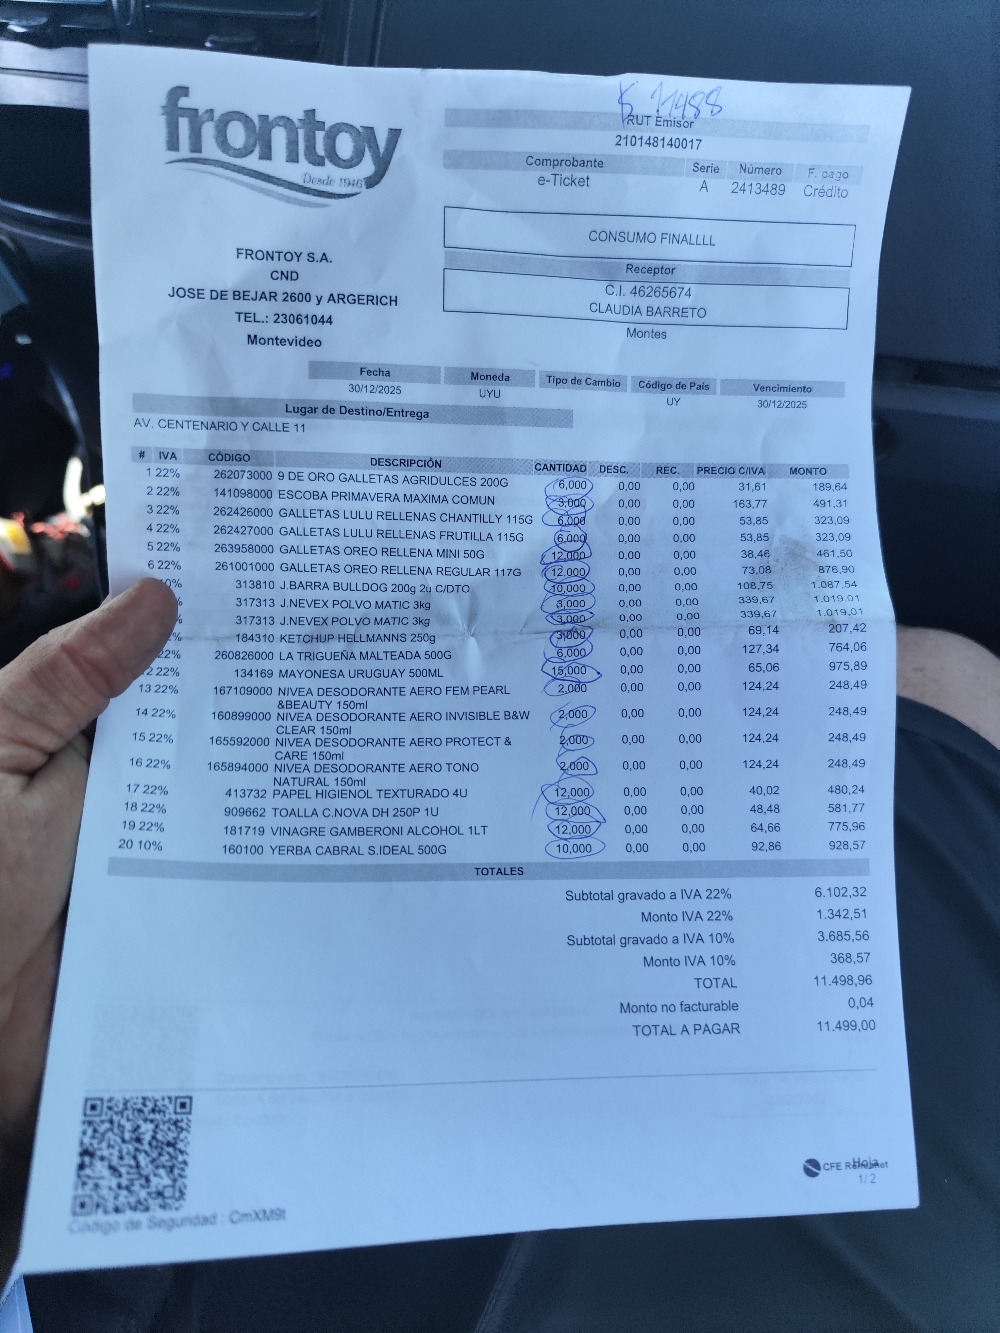 $ 11488
frontoy
Desde 1946
RUT Emisor
210148140017
Comprobante Serie Número F. pago
e-Ticket A 2413489 Crédito
CONSUMO FINALLLL
Receptor
C.I. 46265674
CLAUDIA BARRETO
Montes
FRONTOY S.A.
CND
JOSE DE BEJAR 2600 y ARGERICH
TEL.: 23061044
Montevideo
Fecha Moneda Tipo de Cambio Código de País Vencimiento
30/12/2025 UYU UY 30/12/2025
Lugar de Destino/Entrega
AV. CENTENARIO Y CALLE 11
# IVA CÓDIGO DESCRIPCIÓN CANTIDAD DESC. REC. PRECIO C/IVA MONTO
1 22% 262073000 9 DE ORO GALLETAS AGRIDULCES 200G 6,000 0,00 0,00 31,61 189,64
2 22% 141098000 ESCOBA PRIMAVERA MAXIMA COMUN 3,000 0,00 0,00 163,77 491,31
3 22% 262426000 GALLETAS LULU RELLENAS CHANTILLY 115G 6,000 0,00 0,00 53,85 323,09
4 22% 262427000 GALLETAS LULU RELLENAS FRUTILLA 115G 6,000 0,00 0,00 53,85 323,09
5 22% 263958000 GALLETAS OREO RELLENA MINI 50G 12,000 0,00 0,00 38,46 461,50
6 22% 261001000 GALLETAS OREO RELLENA REGULAR 117G 12,000 0,00 0,00 73,08 876,90
10% 313810 J.BARRA BULLDOG 200g 2u C/DTO 10,000 0,00 0,00 108,75 1.087,54
317313 J.NEVEX POLVO MATIC 3kg 3,000 0,00 0,00 339,67 1.019,01
317313 J.NEVEX POLVO MATIC 3kg 3,000 0,00 0,00 339,67 1.019,01
184310 KETCHUP HELLMANNS 250g 3,000 0,00 0,00 69,14 207,42
22% 260826000 LA TRIGUEÑA MALTEADA 500G 6,000 0,00 0,00 127,34 764,06
22% 134169 MAYONESA URUGUAY 500ML 15,000 0,00 0,00 65,06 975,89
13 22% 167109000 NIVEA DESODORANTE AERO FEM PEARL 2,000 0,00 0,00 124,24 248,49
&BEAUTY 150ml
14 22% 160899000 NIVEA DESODORANTE AERO INVISIBLE B&W 2,000 0,00 0,00 124,24 248,49
CLEAR 150ml
15 22% 165592000 NIVEA DESODORANTE AERO PROTECT & 2,000 0,00 0,00 124,24 248,49
CARE 150ml
16 22% 165894000 NIVEA DESODORANTE AERO TONO 2,000 0,00 0,00 124,24 248,49
NATURAL 150ml
17 22% 413732 PAPEL HIGIENOL TEXTURADO 4U 12,000 0,00 0,00 40,02 480,24
18 22% 909662 TOALLA C.NOVA DH 250P 1U 12,000 0,00 0,00 48,48 581,77
19 22% 181719 VINAGRE GAMBERONI ALCOHOL 1LT 12,000 0,00 0,00 64,66 775,96
20 10% 160100 YERBA CABRAL S.IDEAL 500G 10,000 0,00 0,00 92,86 928,57
TOTALES
Subtotal gravado a IVA 22% 6.102,32
Monto IVA 22% 1.342,51
Subtotal gravado a IVA 10% 3.685,56
Monto IVA 10% 368,57
TOTAL 11.498,96
Monto no facturable 0,04
TOTAL A PAGAR 11.499,00
CFE
Hoja
1/2
Código de Seguridad : CmXM9t